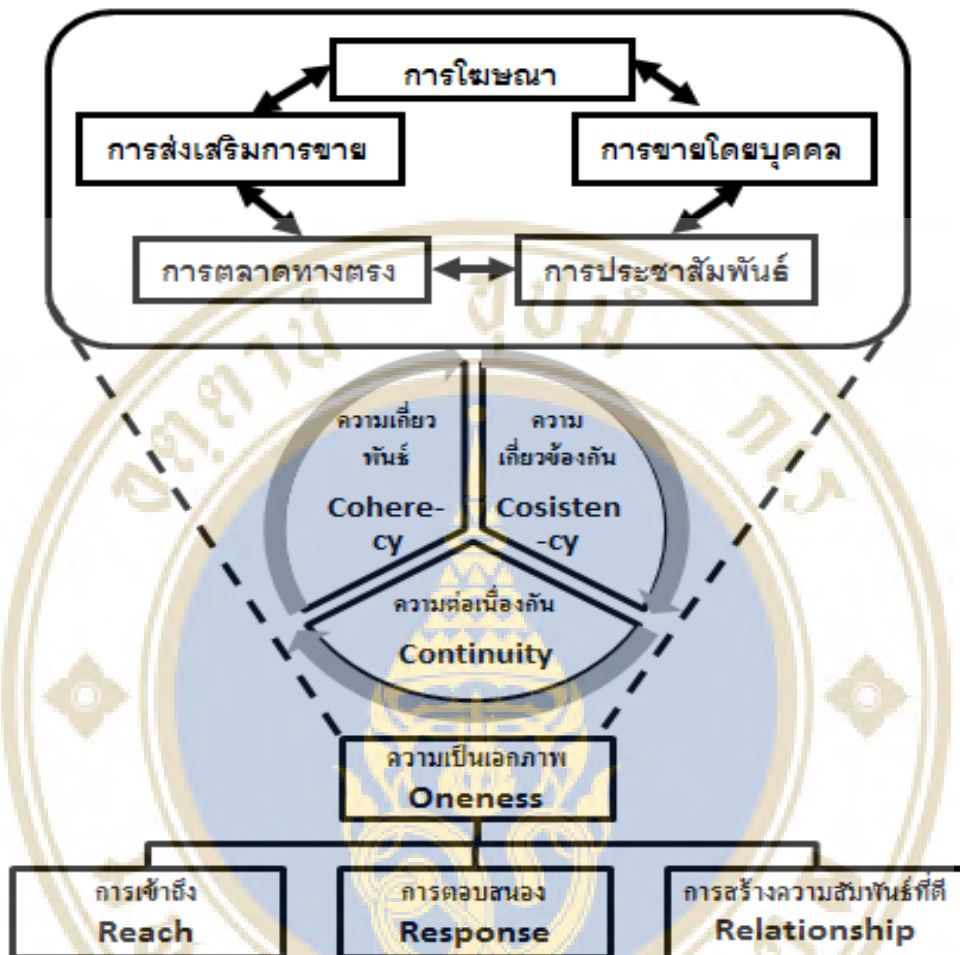 การโฆษณา
การส่งเสริมการขาย
การขายโดยบุคคล
การตลาดทางตรง
การประชาสัมพันธ์
ความเกี่ยว
พันธ์
Cohere-
cy
ความ
เกี่ยวข้องกัน
Cosisten
-cy
ความต่อเนื่องกัน
Continuity
ความเป็นเอกภาพ
Oneness
การเข้าถึง
Reach
การตอบสนอง
Response
การสร้างความสัมพันธ์ที่ดี
Relationship